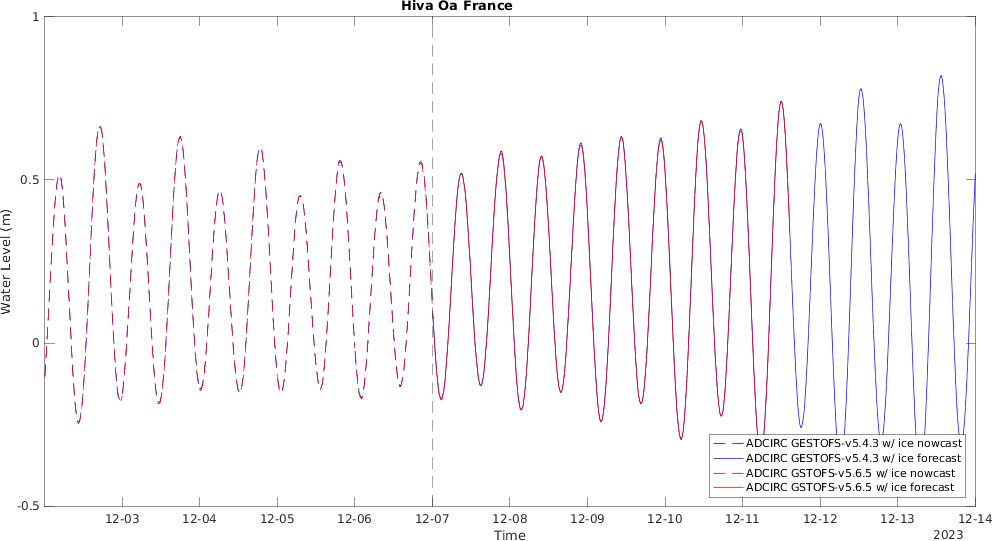 Hiva Oa France
1
0.5
0
-0.5
Water Level (m)
12-03 12-04 12-05 12-06 12-07 12-08 12-09 12-10 12-11 12-12 12-13 12-14
Time
2023
ADCIRC GESTOFS-v5.4.3 w/ ice nowcast
ADCIRC GESTOFS-v5.4.3 w/ ice forecast
ADCIRC GSTOFS-v5.6.5 w/ ice nowcast
ADCIRC GSTOFS-v5.6.5 w/ ice forecast